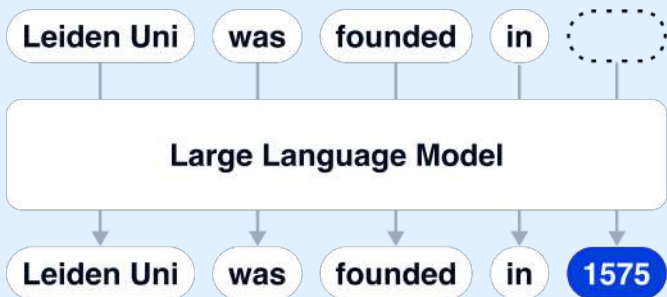 Leiden Uni was founded in
Large Language Model
Leiden Uni was founded in 1575